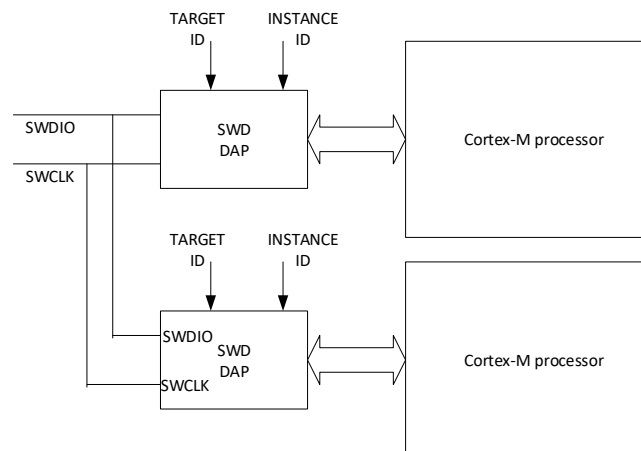 TARGET
ID
INSTANCE
ID
SWDIO
SWD
DAP
Cortex-M processor
SWCLK
TARGET
ID
INSTANCE
ID
SWDIO
SWD
DAP
Cortex-M processor
SWCLK